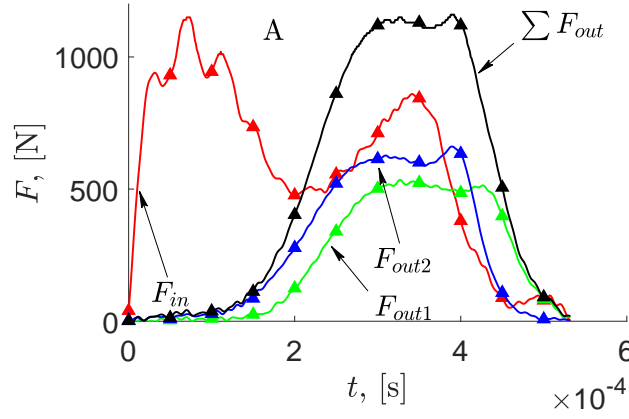 A
∑ F_out
1000
F, [N]
500
F_in
F_out2
F_out1
0
0
2
4
6
t, [s]
×10⁻⁴